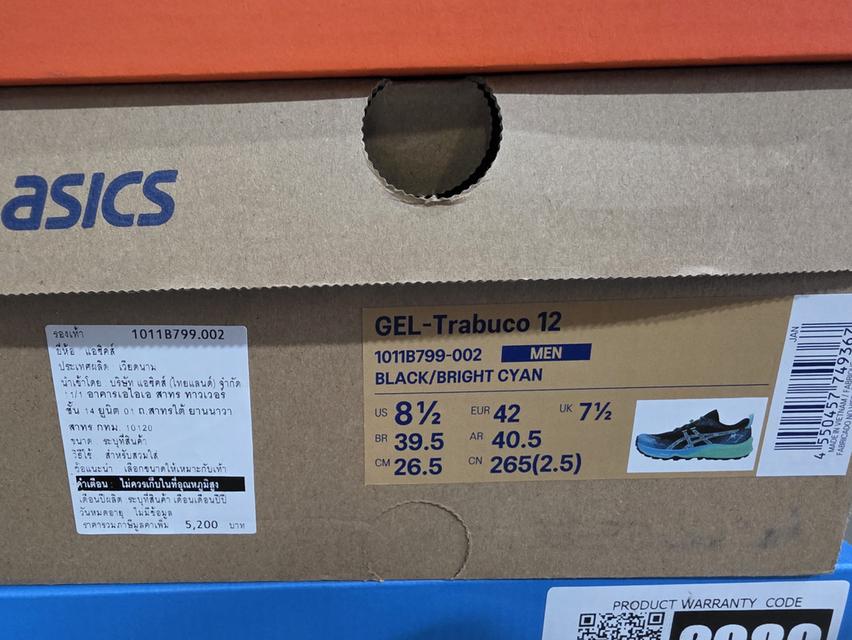 asics
รองเท้า 1011B799.002
ยี่ห้อ แอซิคส์
ประเทศผลิต เวียดนาม
นำเข้าโดย บริษัท แอซิคส์ (ไทยแลนด์) จำกัด
11/1 อาคารเอไอเอ สาทร ทาวเวอร์
ชั้น 14 ยูนิต 01 ถ.สาทรใต้ ยานนาวา
สาทร กทม. 10120
ขนาด ระบุที่สินค้า
วิธีใช้ สำหรับสวมใส่
ข้อแนะนำ เลือกขนาดให้เหมาะกับเท้า
คำเตือน ไม่ควรเก็บในที่อุณหภูมิสูง
เดือนปีผลิต ระบุที่สินค้า เดือนเดือนปีปี
วันหมดอายุ ไม่มีข้อมูล
ราคารวมภาษีมูลค่าเพิ่ม 5,200 บาท
GEL-Trabuco 12
1011B799-002 MEN
BLACK/BRIGHT CYAN
US 8½ EUR 42 UK 7½
BR 39.5 AR 40.5
CM 26.5 CN 265(2.5)
JAN
4 550457 749367
MADE IN VIETNAM /
FABRICADO NO
PRODUCT WARRANTY CODE